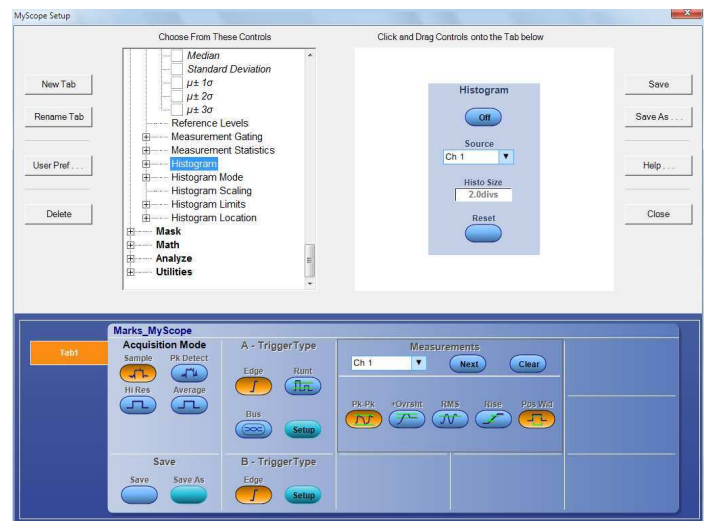 MyScope Setup
Choose From These Controls
Click and Drag Controls onto the Tab below
New Tab
Rename Tab
User Pref . . .
Delete
Median
Standard Deviation
μ± 1σ
μ± 2σ
μ± 3σ
Reference Levels
Measurement Gating
Measurement Statistics
Histogram
Histogram Mode
Histogram Scaling
Histogram Limits
Histogram Location
Mask
Math
Analyze
Utilities
Histogram
Off
Source
Ch 1
Histo Size
2.0divs
Reset
Save
Save As . . .
Help . . .
Close
Tab1
Marks_MyScope
Acquisition Mode
Sample Pk Detect
Hi Res Average
Save
Save Save As
A - TriggerType
Edge Runt
Bus
Setup
B - TriggerType
Edge
Setup
Measurements
Ch 1 Next Clear
Pk-Pk +Ovrsht RMS Rise Pos Wid